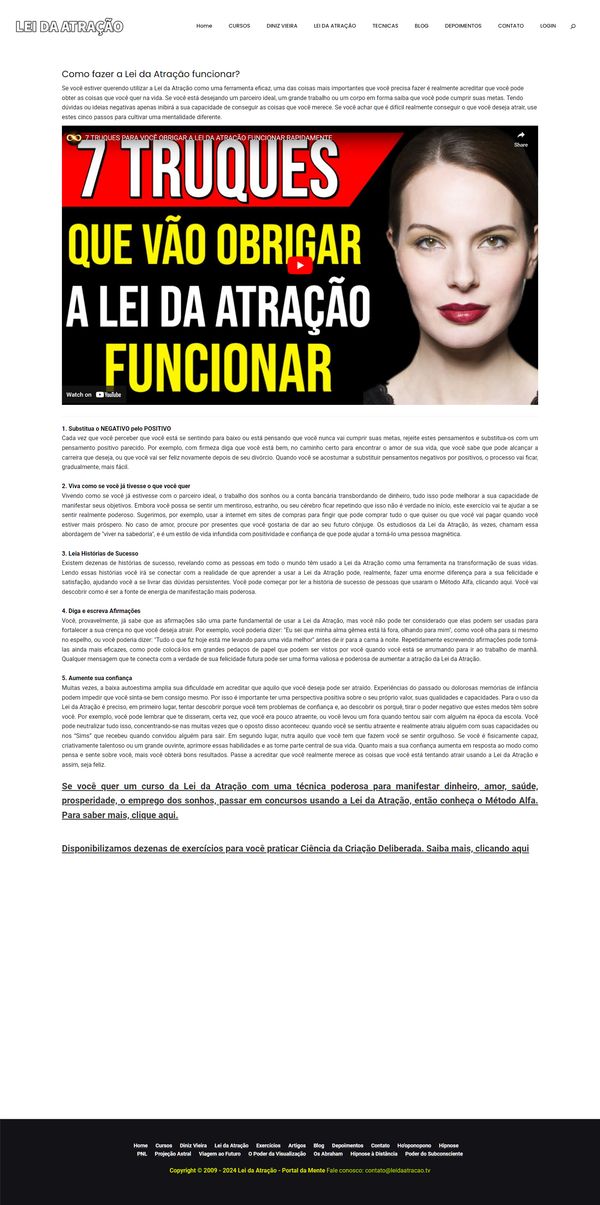 LEI DA ATRAÇÃO
Home CURSOS DINIZ VIEIRA LEI DA ATRAÇÃO TECNICAS BLOG DEPOIMENTOS CONTATO LOGIN
Como fazer a Lei da Atração funcionar?
Se você estiver querendo utilizar a Lei da Atração como uma ferramenta eficaz, uma das coisas mais importantes que você precisa fazer é realmente acreditar que você pode
obter as coisas que você quer na vida. Se você está desejando um parceiro ideal, um grande trabalho ou um corpo em forma saiba que você pode cumprir suas metas. Tendo
dúvidas ou ideias negativas apenas inibirá a sua capacidade de conseguir as coisas que você merece. Se você achar que é difícil realmente conseguir o que você deseja atrair, use
estes cinco passos para cultivar uma mentalidade diferente.
7 TRUQUES PARA VOCÊ OBRIGAR A LEI DA ATRAÇÃO FUNCIONAR RAPIDAMENTE
Share
7 TRUQUES
QUE VÃO OBRIGAR
A LEI DA ATRAÇÃO
FUNCIONAR
Watch on YouTube
1. Substitua o NEGATIVO pelo POSITIVO
Cada vez que você perceber que você está se sentindo para baixo ou está pensando que você nunca vai cumprir suas metas, rejeite estes pensamentos e substitua-os com um
pensamento positivo parecido. Por exemplo, com firmeza diga que você está bem, no caminho certo para encontrar o amor de sua vida, que você sabe que pode alcançar a
carreira que deseja, ou que você vai ser feliz novamente depois de seu divórcio. Quando você se acostumar a substituir pensamentos negativos por positivos, o processo vai ficar,
gradualmente, mais fácil.
2. Viva como se você já tivesse o que você quer
Vivendo como se você já estivesse com o parceiro ideal, o trabalho dos sonhos ou a conta bancária transbordando de dinheiro, tudo isso pode melhorar a sua capacidade de
manifestar seus objetivos. Embora você possa se sentir um mentiroso, estranho, ou seu cérebro ficar repetindo que isso não é verdade no início, este exercício vai te ajudar a se
sentir realmente poderoso. Sugerimos, por exemplo, usar a internet em sites de compras para fingir que pode comprar tudo o que quiser ou que você vai pagar quando você
estiver mais próspero. No caso de amor, procure por presentes que você gostaria de dar ao seu futuro cônjuge. Os estudiosos da Lei da Atração, às vezes, chamam essa
abordagem de "viver na sabedoria", e é um estilo de vida infundida com positividade e confiança de que pode ajudar a torná-lo uma pessoa magnética.
3. Leia Histórias de Sucesso
Existem dezenas de histórias de sucesso, revelando como as pessoas em todo o mundo têm usado a Lei da Atração como uma ferramenta na transformação de suas vidas.
Lendo essas histórias você irá se conectar com a realidade de que aprender a usar a Lei da Atração pode, realmente, fazer uma enorme diferença para a sua felicidade e
satisfação, ajudando você a se livrar das dúvidas persistentes. Você pode começar por ler a história de sucesso de pessoas que usaram o Método Alfa, clicando aqui. Você vai
descobrir como é ser a fonte de energia de manifestação mais poderosa.
4. Diga e escreva Afirmações
Você, provavelmente, já sabe que as afirmações são uma parte fundamental de usar a Lei da Atração, mas você não pode ter considerado que elas podem ser usadas para
fortalecer a sua crença no que você deseja atrair. Por exemplo, você poderia dizer: "Eu sei que minha alma gêmea está lá fora, olhando para mim", como você olha para si mesmo
no espelho, ou você poderia dizer: "Tudo o que fiz hoje está me levando para uma vida melhor" antes de ir para a cama à noite. Repetidamente escrevendo afirmações pode torná-
las ainda mais eficazes, como pode colocá-los em grandes pedaços de papel que podem ser vistos por você quando você está se arrumando para ir ao trabalho de manhã.
Qualquer mensagem que te conecta com a verdade de sua felicidade futura pode ser uma forma valiosa e poderosa de aumentar a atração da Lei da Atração.
5. Aumente sua confiança
Muitas vezes, a baixa autoestima amplia sua dificuldade em acreditar que aquilo que você deseja pode ser atraído. Experiências do passado ou dolorosas memórias de infância
podem impedir que você sinta-se bem consigo mesmo. Por isso é importante ter uma perspectiva positiva sobre o seu próprio valor, suas qualidades e capacidades. Para o uso da
Lei da Atração é preciso, em primeiro lugar, tentar descobrir porque você tem problemas de confiança e, ao descobrir os porquê, tirar o poder negativo que estes medos têm sobre
você. Por exemplo, você pode lembrar que te disseram, certa vez, que você era pouco atraente, ou você levou um fora quando tentou sair com alguém na época da escola. Você
pode neutralizar tudo isso, concentrando-se nas muitas vezes que o oposto disso aconteceu: quando você se sentiu atraente e realmente atraiu alguém com suas capacidades ou
nos "Sims" que recebeu quando convidou alguém para sair. Em segundo lugar, nutra aquilo que você tem que fazem você se sentir orgulhoso. Se você é fisicamente capaz,
criativamente talentoso ou um grande ouvinte, aprimore essas habilidades e as torne parte central de sua vida. Quanto mais a sua confiança aumenta em resposta ao modo como
pensa e sente sobre você, mais você obterá bons resultados. Passe a acreditar que você realmente merece as coisas que você está tentando atrair usando a Lei da Atração e
assim, seja feliz.
Se você quer um curso da Lei da Atração com uma técnica poderosa para manifestar dinheiro, amor, saúde,
prosperidade, o emprego dos sonhos, passar em concursos usando a Lei da Atração, então conheça o Método Alfa.
Para saber mais, clique aqui.
Disponibilizamos dezenas de exercícios para você praticar Ciência da Criação Deliberada. Saiba mais, clicando aqui
Home Cursos Diniz Vieira Lei da Atração Exercícios Artigos Blog Depoimentos Contato Ho'oponopono Hipnose
PNL Projeção Astral Viagem ao Futuro O Poder da Visualização Os Abraham Hipnose à Distância Poder do Subconsciente
Copyright © 2009 - 2024 Lei da Atração - Portal da Mente Fale conosco: contato@leidaatracao.tv